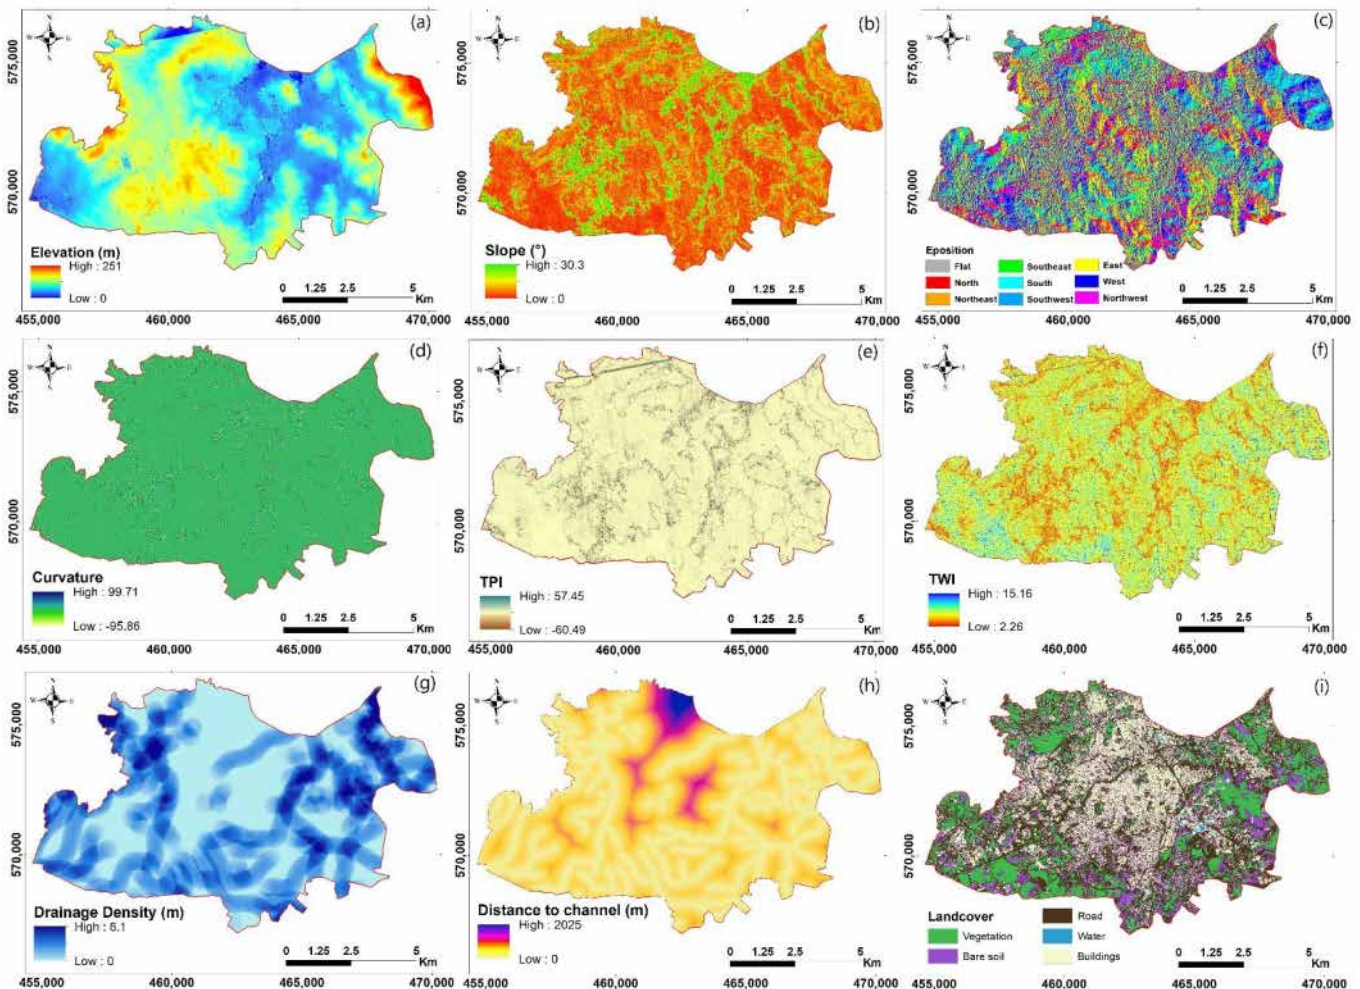 (a)
N
W E
S
575,000
570,000
Elevation (m)
High : 251
Low : 0
0 1.25 2.5 5
Km
455,000 460,000 465,000 470,000
(b)
N
W E
S
575,000
570,000
Slope (°)
High : 30.3
Low : 0
0 1.25 2.5 5
Km
455,000 460,000 465,000 470,000
(c)
N
W E
S
575,000
570,000
Eposition
Flat Southeast East
North South West
Northeast Southwest Northwest
0 1.25 2.5 5
Km
455,000 460,000 465,000 470,000
(d)
N
W E
S
575,000
570,000
Curvature
High : 99.71
Low : -95.86
0 1.25 2.5 5
Km
455,000 460,000 465,000 470,000
(e)
N
W E
S
575,000
570,000
TPI
High : 57.45
Low : -60.49
0 1.25 2.5 5
Km
455,000 460,000 465,000 470,000
(f)
N
W E
S
575,000
570,000
TWI
High : 15.16
Low : 2.26
0 1.25 2.5 5
Km
455,000 460,000 465,000 470,000
(g)
N
W E
S
575,000
570,000
Drainage Density (m)
High : 6.1
Low : 0
0 1.25 2.5 5
Km
455,000 460,000 465,000 470,000
(h)
N
W E
S
575,000
570,000
Distance to channel (m)
High : 2025
Low : 0
0 1.25 2.5 5
Km
455,000 460,000 465,000 470,000
(i)
N
W E
S
575,000
570,000
Landcover
Road
Vegetation Water
Bare soil Buildings
0 1.25 2.5 5
Km
455,000 460,000 465,000 470,000